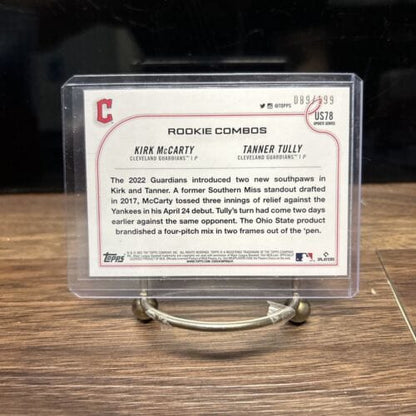 089/199
C
@TOPPS
US78
UPDATE SERIES
ROOKIE COMBOS
KIRK McCARTY
CLEVELAND GUARDIANS™ | P
TANNER TULLY
CLEVELAND GUARDIANS™ | P
The 2022 Guardians introduced two new southpaws in
Kirk and Tanner. A former Southern Miss standout drafted
in 2017, McCarty tossed three innings of relief against the
Yankees in his April 24 debut. Tully's turn had come two days
earlier against the same opponent. The Ohio State product
brandished a four-pitch mix in two frames out of the 'pen.
Topps
PLAYERS